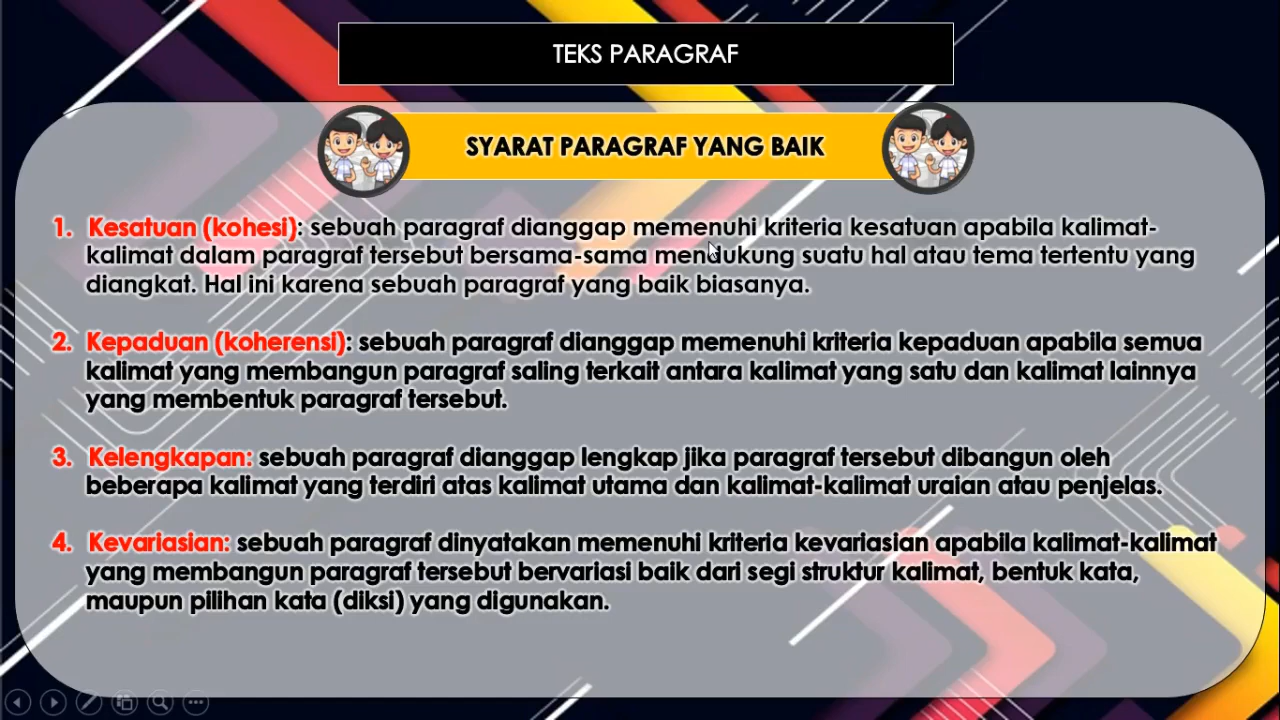 TEKS PARAGRAF
SYARAT PARAGRAF YANG BAIK
1. Kesatuan (kohesi): sebuah paragraf dianggap memenuhi kriteria kesatuan apabila kalimat-
kalimat dalam paragraf tersebut bersama-sama mendukung suatu hal atau tema tertentu yang
diangkat. Hal ini karena sebuah paragraf yang baik biasanya.
2. Kepaduan (koherensi): sebuah paragraf dianggap memenuhi kriteria kepaduan apabila semua
kalimat yang membangun paragraf saling terkait antara kalimat yang satu dan kalimat lainnya
yang membentuk paragraf tersebut.
3. Kelengkapan: sebuah paragraf dianggap lengkap jika paragraf tersebut dibangun oleh
beberapa kalimat yang terdiri atas kalimat utama dan kalimat-kalimat uraian atau penjelas.
4. Kevariasian: sebuah paragraf dinyatakan memenuhi kriteria kevariasian apabila kalimat-kalimat
yang membangun paragraf tersebut bervariasi baik dari segi struktur kalimat, bentuk kata,
maupun pilihan kata (diksi) yang digunakan.